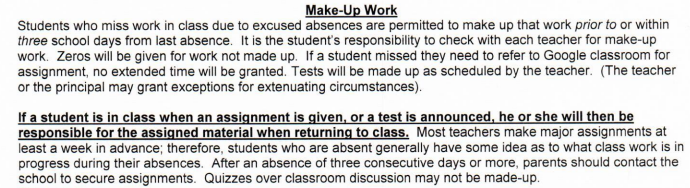 Make-Up Work
Students who miss work in class due to excused absences are permitted to make up that work prior to or within
three school days from last absence. It is the student's responsibility to check with each teacher for make-up
work. Zeros will be given for work not made up. If a student missed they need to refer to Google classroom for
assignment, no extended time will be granted. Tests will be made up as scheduled by the teacher. (The teacher
or the principal may grant exceptions for extenuating circumstances).
If a student is in class when an assignment is given, or a test is announced, he or she will then be
responsible for the assigned material when returning to class. Most teachers make major assignments at
least a week in advance; therefore, students who are absent generally have some idea as to what class work is in
progress during their absences. After an absence of three consecutive days or more, parents should contact the
school to secure assignments. Quizzes over classroom discussion may not be made-up.